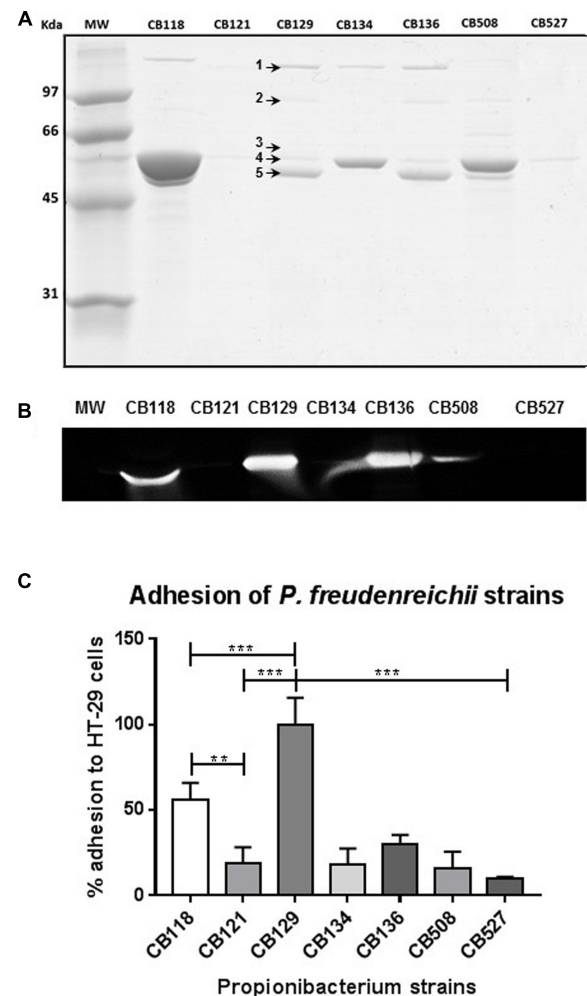 A
Kda MW CB118 CB121 CB129 CB134 CB136 CB508 CB527
1
97
2
66
3
4
5
45
31
B
MW CB118 CB121 CB129 CB134 CB136 CB508 CB527
C
Adhesion of P. freudenreichii strains
150
***
***
***
100
**
50
0
% adhesion to HT-29 cells
CB118 CB121 CB129 CB134 CB136 CB508 CB527
Propionibacterium strains